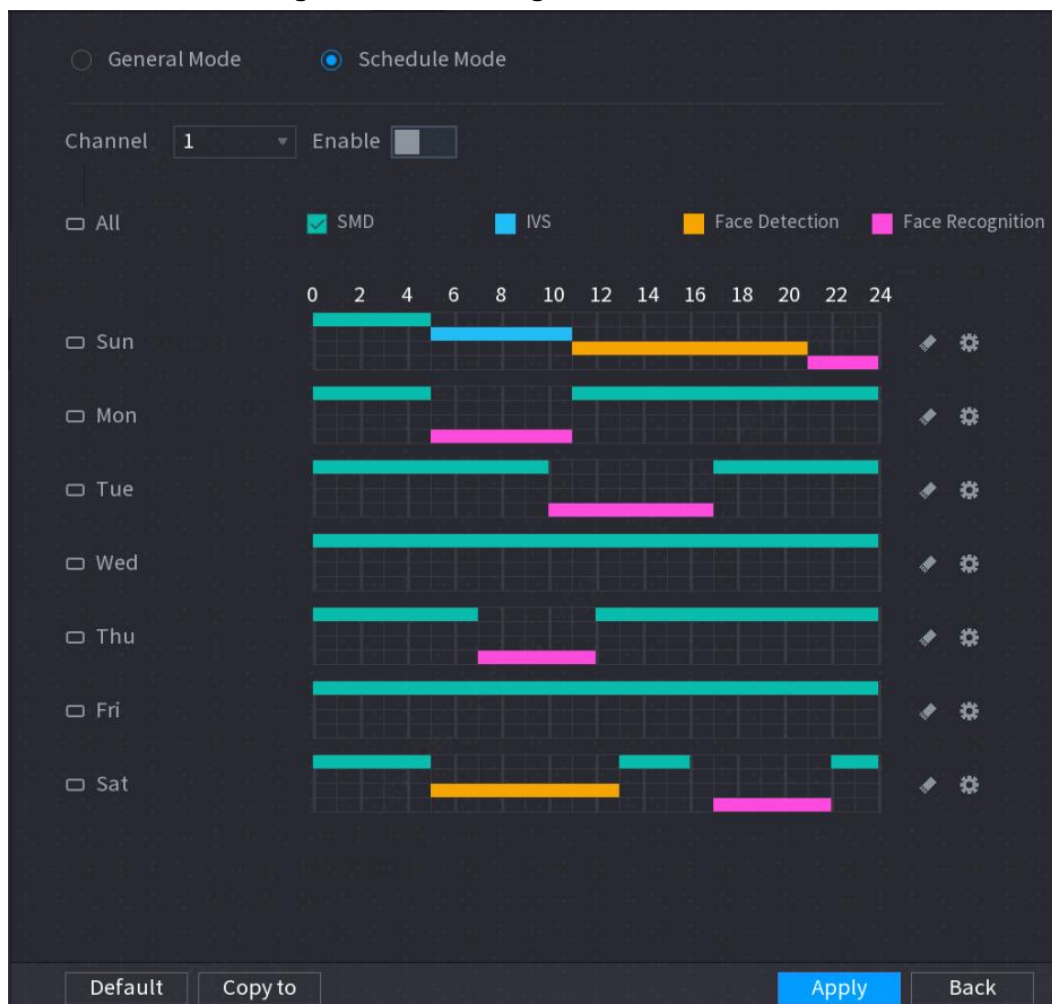 General Mode Schedule Mode
Channel 1 Enable
All SMD IVS Face Detection Face Recognition
0 2 4 6 8 10 12 14 16 18 20 22 24
Sun
Mon
Tue
Wed
Thu
Fri
Sat
Default Copy to Apply Back